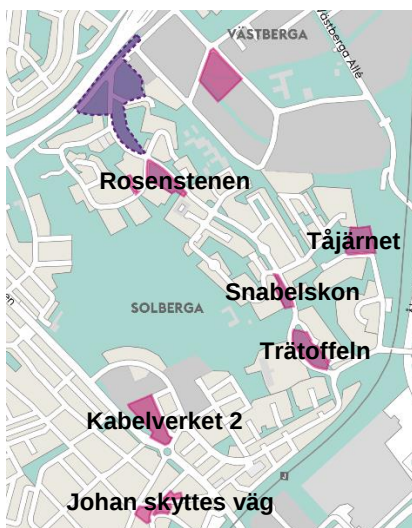 VÄSTBERGA
Västberga Allé
Rosenstenen
Tåjärnet
Snabelskon
SOLBERGA
Trätoffeln
Kabelverket 2
Johan skyttes väg
J